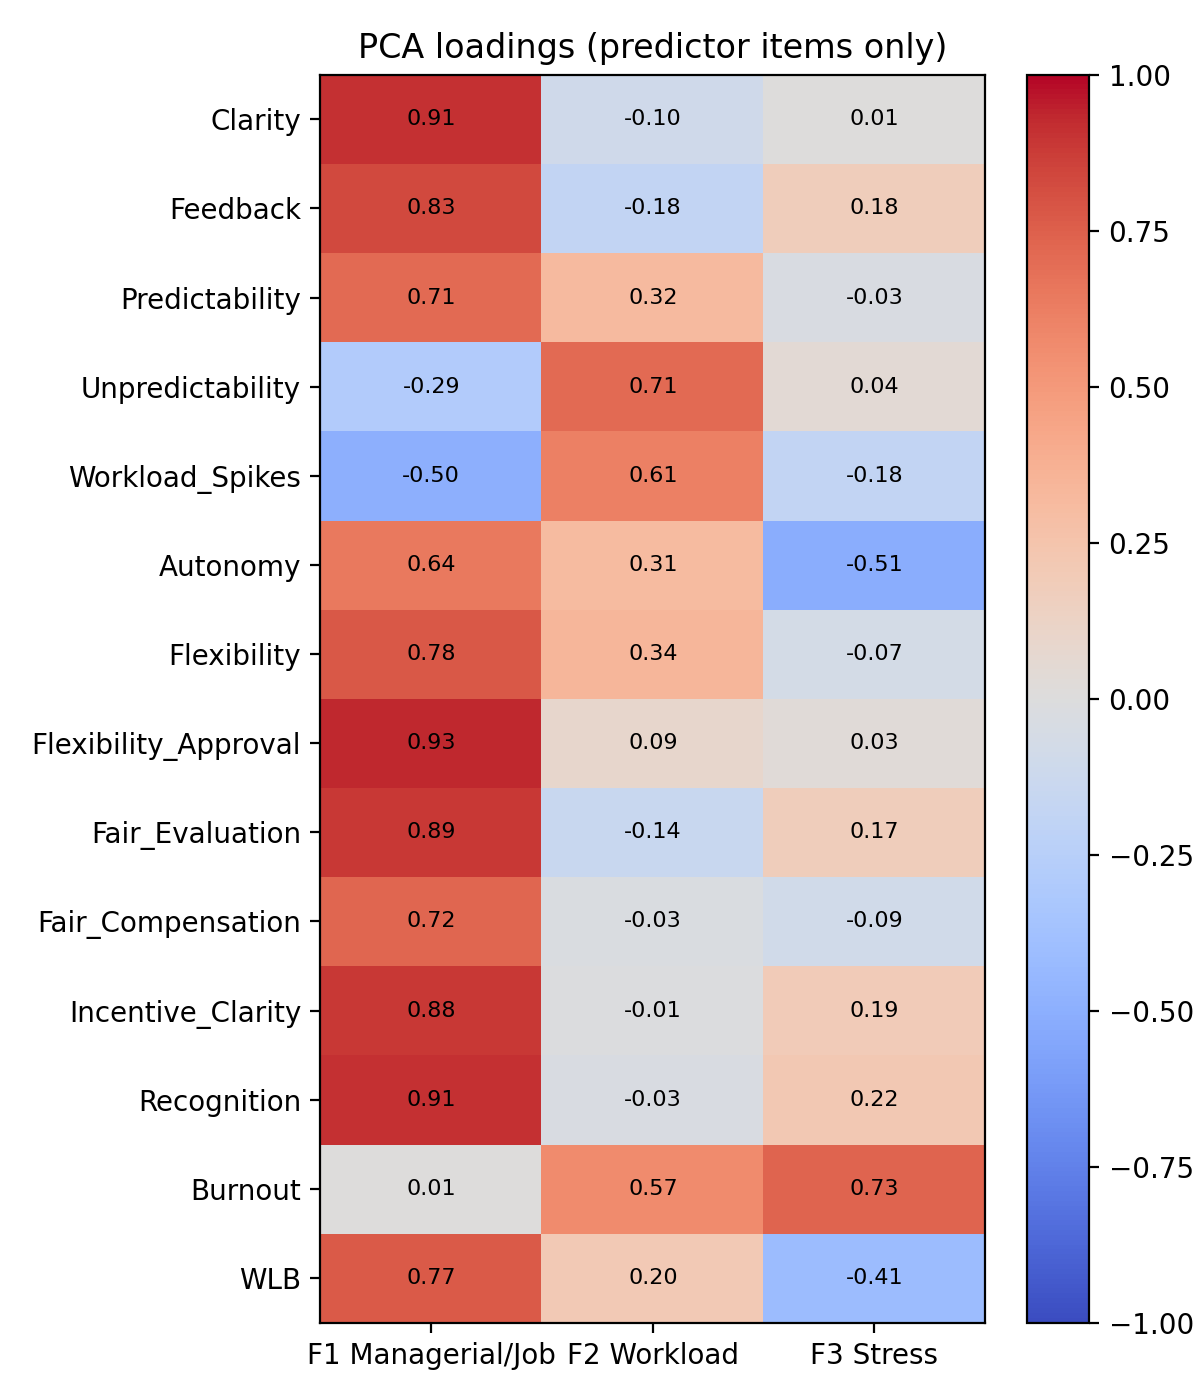 PCA loadings (predictor items only)
Clarity 0.91 -0.10 0.01
Feedback 0.83 -0.18 0.18
Predictability 0.71 0.32 -0.03
Unpredictability -0.29 0.71 0.04
Workload_Spikes -0.50 0.61 -0.18
Autonomy 0.64 0.31 -0.51
Flexibility 0.78 0.34 -0.07
Flexibility_Approval 0.93 0.09 0.03
Fair_Evaluation 0.89 -0.14 0.17
Fair_Compensation 0.72 -0.03 -0.09
Incentive_Clarity 0.88 -0.01 0.19
Recognition 0.91 -0.03 0.22
Burnout 0.01 0.57 0.73
WLB 0.77 0.20 -0.41
F1 Managerial/Job F2 Workload F3 Stress
1.00
0.75
0.50
0.25
0.00
−0.25
−0.50
−0.75
−1.00